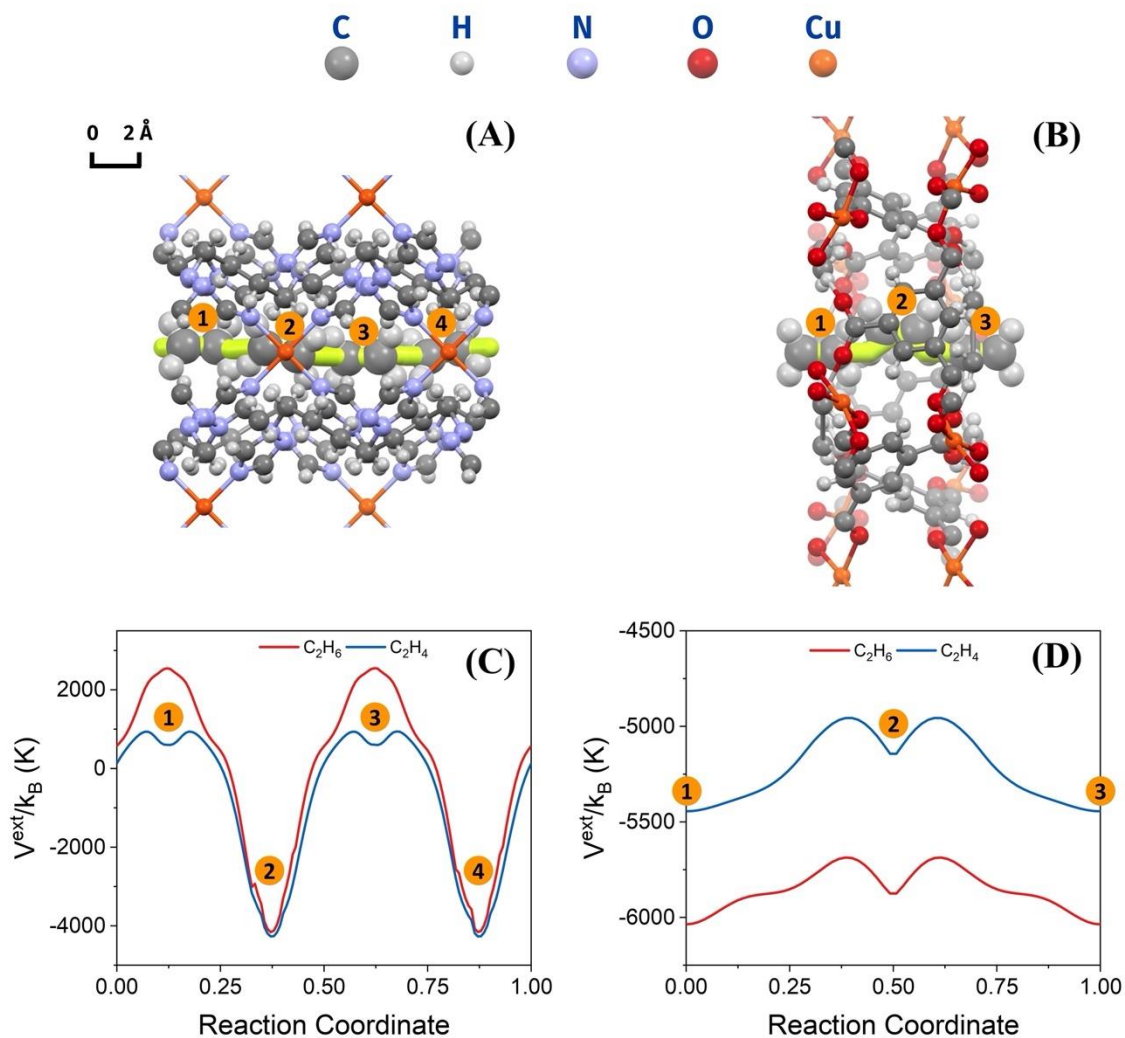 C H N O Cu
0 2 Å
(A)
(B)
1 2 3 4
1 2 3
C2H6 C2H4
(C)
2000
0
-2000
-4000
1 3
2 4
0.00 0.25 0.50 0.75 1.00
V^ext/kB (K)
Reaction Coordinate
C2H6 C2H4
(D)
-4500
-5000
-5500
-6000
1 2 3
0.00 0.25 0.50 0.75 1.00
V^ext/kB (K)
Reaction Coordinate